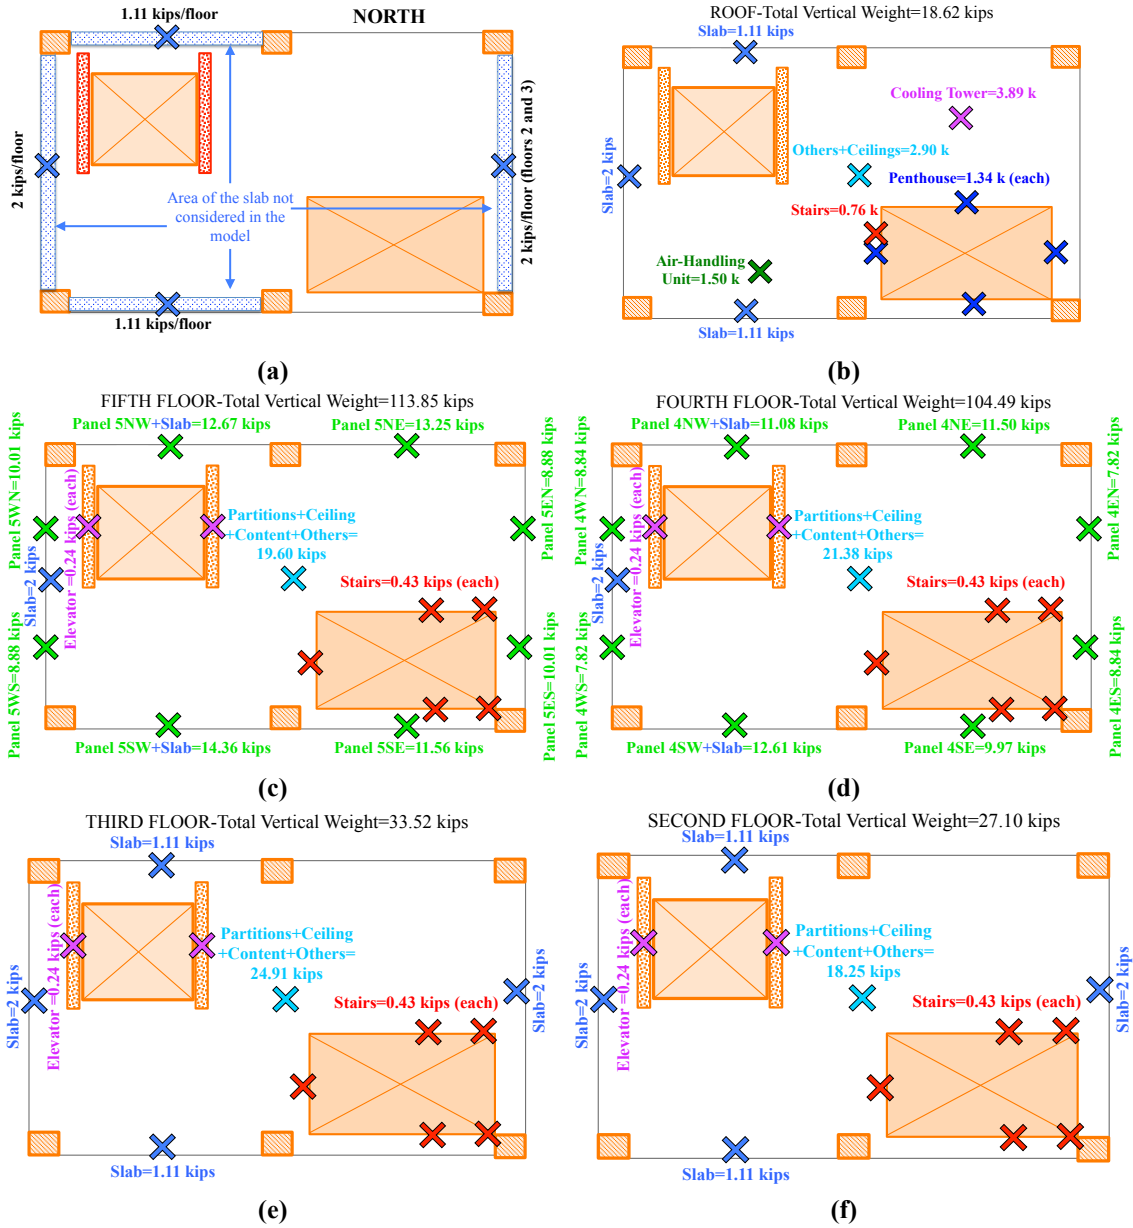 1.11 kips/floor
NORTH
2 kips/floor
Area of the slab not
considered in the
model
2 kips/floor (floors 2 and 3)
1.11 kips/floor
(a)
ROOF-Total Vertical Weight=18.62 kips
Slab=1.11 kips
Cooling Tower=3.89 k
Others+Ceilings=2.90 k
Slab=2 kips
Penthouse=1.34 k (each)
Stairs=0.76 k
Air-Handling
Unit=1.50 k
Slab=1.11 kips
(b)
FIFTH FLOOR-Total Vertical Weight=113.85 kips
Panel 5NW+Slab=12.67 kips
Panel 5NE=13.25 kips
Panel 5WN=10.01 kips
Elevator =0.24 kips (each)
Partitions+Ceiling
+Content+Others=
19.60 kips
Panel 5EN=8.88 kips
Slab=2 kips
Stairs=0.43 kips (each)
Panel 5WS=8.88 kips
Panel 5ES=10.01 kips
Panel 5SW+Slab=14.36 kips
Panel 5SE=11.56 kips
(c)
FOURTH FLOOR-Total Vertical Weight=104.49 kips
Panel 4NW+Slab=11.08 kips
Panel 4NE=11.50 kips
Panel 4WN=8.84 kips
Elevator =0.24 kips (each)
Partitions+Ceiling
+Content+Others=
21.38 kips
Panel 4EN=7.82 kips
Slab=2 kips
Stairs=0.43 kips (each)
Panel 4WS=7.82 kips
Panel 4ES=8.84 kips
Panel 4SW+Slab=12.61 kips
Panel 4SE=9.97 kips
(d)
THIRD FLOOR-Total Vertical Weight=33.52 kips
Slab=1.11 kips
Elevator=0.24 kips (each)
Partitions+Ceiling
+Content+Others=
24.91 kips
Slab=2 kips
Stairs=0.43 kips (each)
Slab=2 kips
Slab=1.11 kips
(e)
SECOND FLOOR-Total Vertical Weight=27.10 kips
Slab=1.11 kips
Elevator=0.24 kips (each)
Partitions+Ceiling
+Content+Others=
18.25 kips
Slab=2 kips
Stairs=0.43 kips (each)
Slab=2 kips
Slab=1.11 kips
(f)